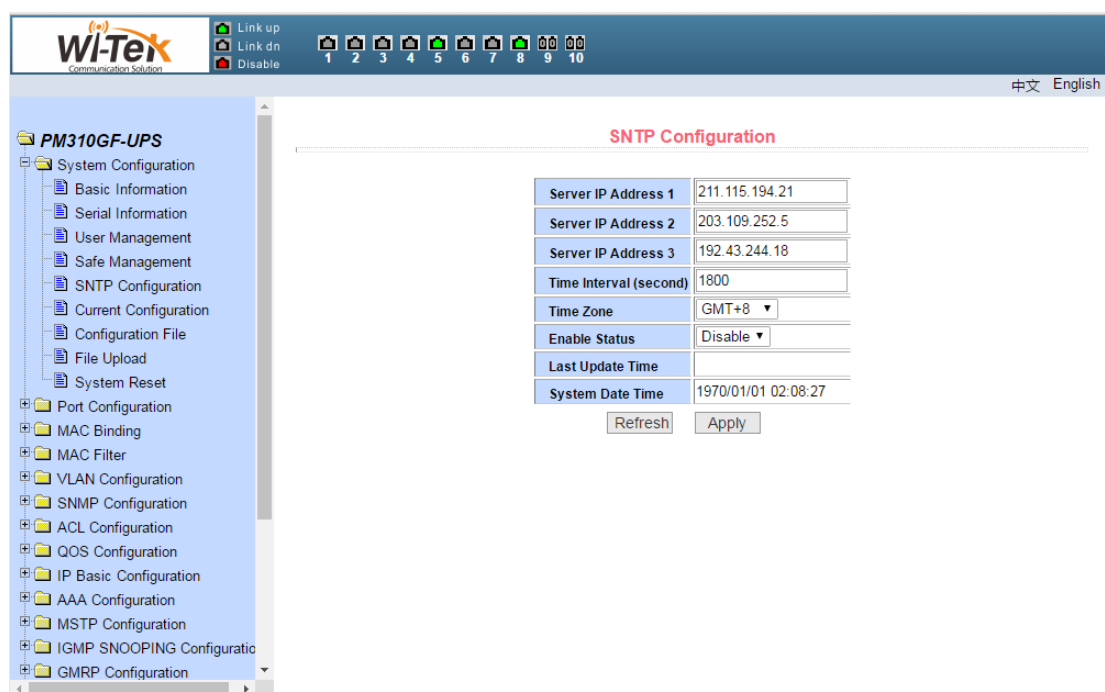 Wi-Tek
Communication Solution
Link up
Link dn
Disable
1 2 3 4 5 6 7 8 9 10
中文 English
PM310GF-UPS
System Configuration
Basic Information
Serial Information
User Management
Safe Management
SNTP Configuration
Current Configuration
Configuration File
File Upload
System Reset
Port Configuration
MAC Binding
MAC Filter
VLAN Configuration
SNMP Configuration
ACL Configuration
QOS Configuration
IP Basic Configuration
AAA Configuration
MSTP Configuration
IGMP SNOOPING Configuratio
GMRP Configuration
SNTP Configuration
Server IP Address 1 211.115.194.21
Server IP Address 2 203.109.252.5
Server IP Address 3 192.43.244.18
Time Interval (second) 1800
Time Zone GMT+8
Enable Status Disable
Last Update Time
System Date Time 1970/01/01 02:08:27
Refresh Apply